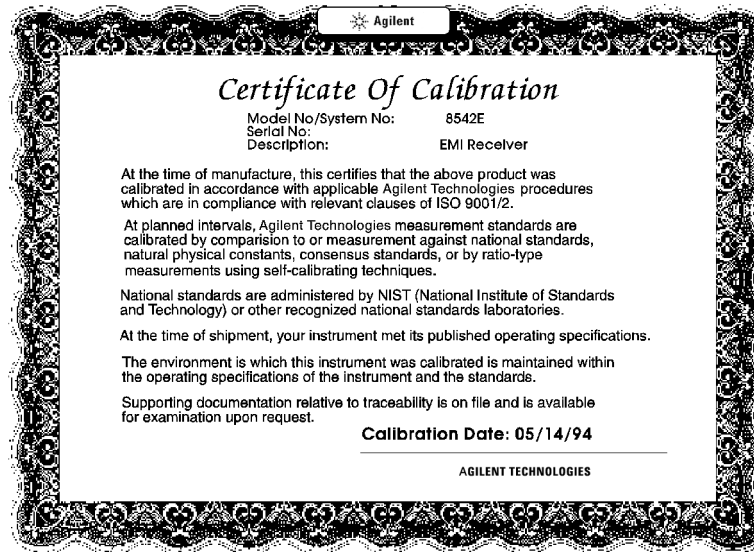 Agilent
Certificate Of Calibration
Model No/System No: 8542E
Serial No:
Description: EMI Receiver
At the time of manufacture, this certifies that the above product was
calibrated in accordance with applicable Agilent Technologies procedures
which are in compliance with relevant clauses of ISO 9001/2.
At planned intervals, Agilent Technologies measurement standards are
calibrated by comparision to or measurement against national standards,
natural physical constants, consensus standards, or by ratio-type
measurements using self-calibrating techniques.
National standards are administered by NIST (National Institute of Standards
and Technology) or other recognized national standards laboratories.
At the time of shipment, your instrument met its published operating specifications.
The environment is which this instrument was calibrated is maintained within
the operating specifications of the instrument and the standards.
Supporting documentation relative to traceability is on file and is available
for examination upon request.
Calibration Date: 05/14/94
AGILENT TECHNOLOGIES